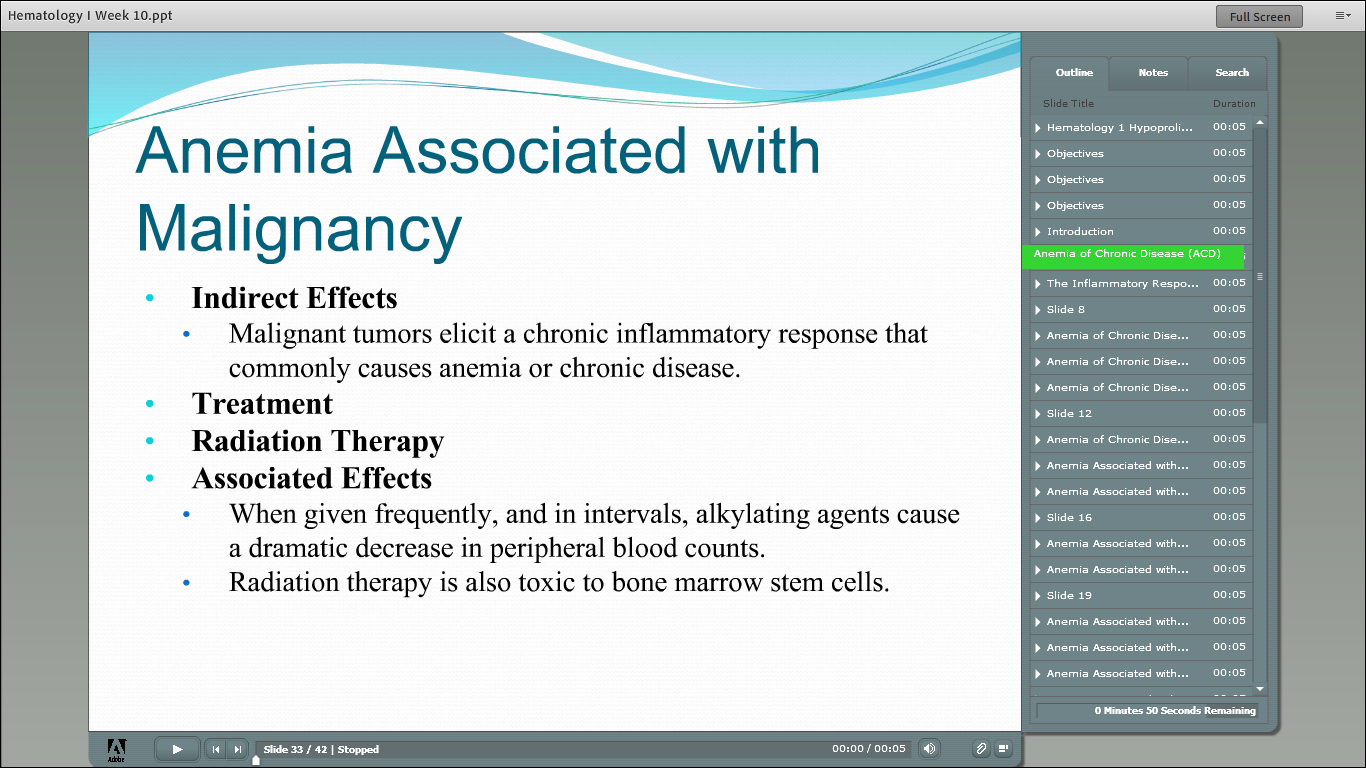 Hematology I Week 10.ppt
Full Screen
Anemia Associated with
Malignancy
• Indirect Effects
• Malignant tumors elicit a chronic inflammatory response that
commonly causes anemia or chronic disease.
• Treatment
• Radiation Therapy
• Associated Effects
• When given frequently, and in intervals, alkylating agents cause
a dramatic decrease in peripheral blood counts.
• Radiation therapy is also toxic to bone marrow stem cells.
Outline Notes Search
Slide Title Duration
Hematology 1 Hypoproli... 00:05
Objectives 00:05
Objectives 00:05
Objectives 00:05
Introduction 00:05
Anemia of Chronic Disease (ACD)
The Inflammatory Respo... 00:05
Slide 8 00:05
Anemia of Chronic Dise... 00:05
Anemia of Chronic Dise... 00:05
Anemia of Chronic Dise... 00:05
Slide 12 00:05
Anemia of Chronic Dise... 00:05
Anemia Associated with... 00:05
Anemia Associated with... 00:05
Slide 16 00:05
Anemia Associated with... 00:05
Anemia Associated with... 00:05
Slide 19 00:05
Anemia Associated with... 00:05
Anemia Associated with... 00:05
Anemia Associated with... 00:05
0 Minutes 50 Seconds Remaining
Adobe
Slide 33 / 42 | Stopped 00:00 / 00:05